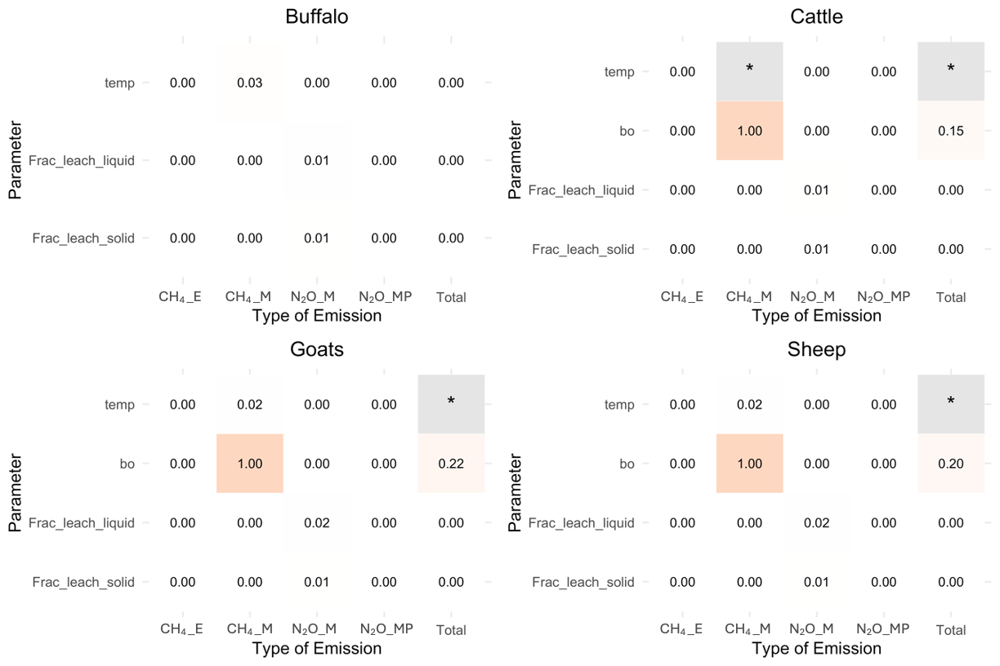 Buffalo
Parameter
temp 0.00 0.03 0.00 0.00 0.00
Frac_leach_liquid 0.00 0.00 0.01 0.00 0.00
Frac_leach_solid 0.00 0.00 0.01 0.00 0.00
CH₄_E CH₄_M N₂O_M N₂O_MP Total
Type of Emission
Cattle
Parameter
temp 0.00 * 0.00 0.00 *
bo 0.00 1.00 0.00 0.00 0.15
Frac_leach_liquid 0.00 0.00 0.01 0.00 0.00
Frac_leach_solid 0.00 0.00 0.01 0.00 0.00
CH₄_E CH₄_M N₂O_M N₂O_MP Total
Type of Emission
Goats
Parameter
temp 0.00 0.02 0.00 0.00 *
bo 0.00 1.00 0.00 0.00 0.22
Frac_leach_liquid 0.00 0.00 0.02 0.00 0.00
Frac_leach_solid 0.00 0.00 0.01 0.00 0.00
CH₄_E CH₄_M N₂O_M N₂O_MP Total
Type of Emission
Sheep
Parameter
temp 0.00 0.02 0.00 0.00 *
bo 0.00 1.00 0.00 0.00 0.20
Frac_leach_liquid 0.00 0.00 0.02 0.00 0.00
Frac_leach_solid 0.00 0.00 0.01 0.00 0.00
CH₄_E CH₄_M N₂O_M N₂O_MP Total
Type of Emission